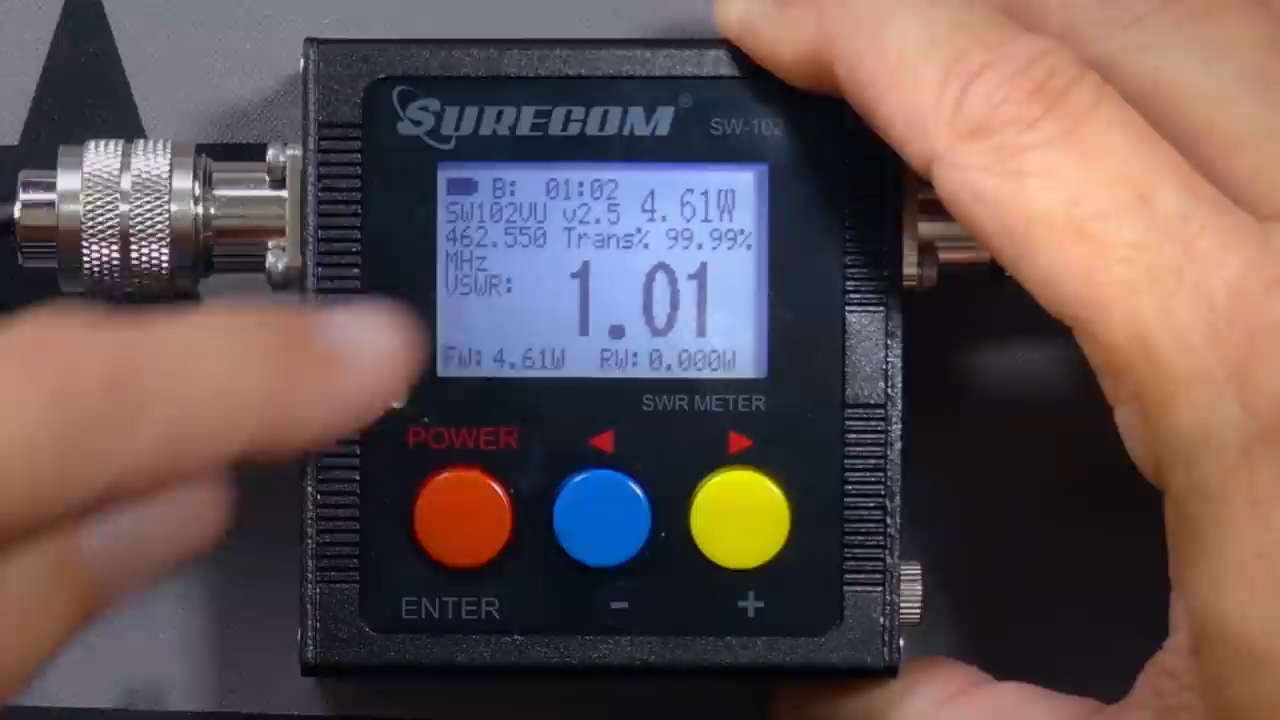 SURECOM®
SW-102
B: 01:02
SW102VU v2.5 4.61W
462.550 Trans% 99.99%
MHz
VSWR: 1.01
FW: 4.61W RW: 0.000W
SWR METER
POWER ◀ ▶
ENTER - +